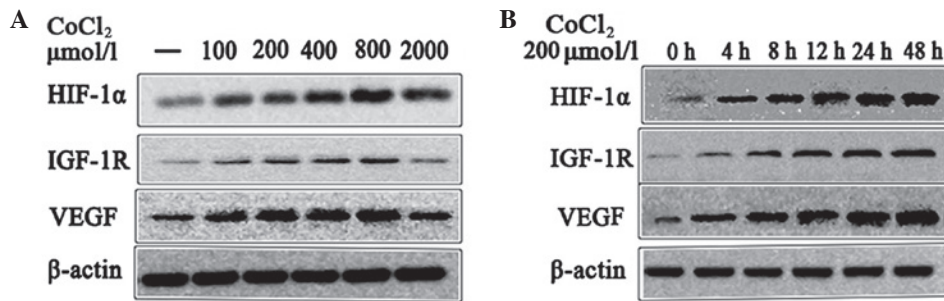 A
CoCl₂
μmol/l — 100 200 400 800 2000
HIF-1α
IGF-1R
VEGF
β-actin
B
CoCl₂
200 μmol/l 0 h 4 h 8 h 12 h 24 h 48 h
HIF-1α
IGF-1R
VEGF
β-actin